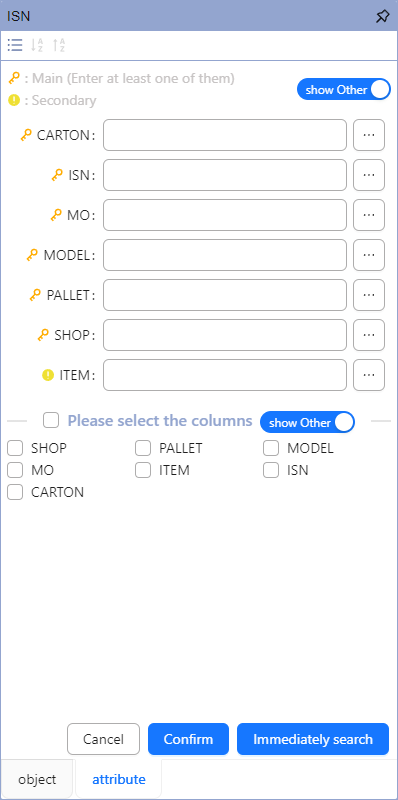 ISN
: Main (Enter at least one of them)
: Secondary
show Other
CARTON :
ISN :
MO :
MODEL :
PALLET :
SHOP :
ITEM :
Please select the columns show Other
SHOP PALLET MODEL
MO ITEM ISN
CARTON
Cancel Confirm Immediately search
object attribute